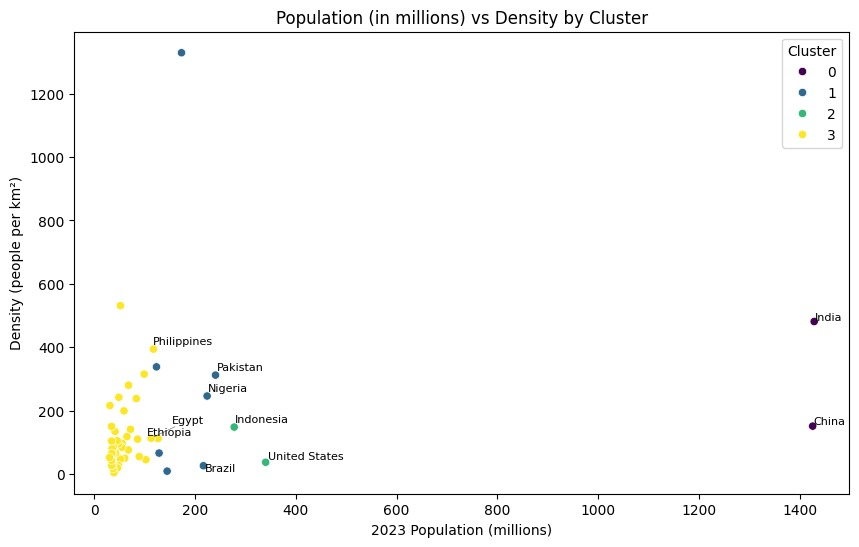 Population (in millions) vs Density by Cluster
Cluster
0
1
2
3
1200
1000
800
600
400
200
0
Density (people per km²)
India
Philippines
Pakistan
Nigeria
Egypt
Indonesia
China
Ethiopia
United States
Brazil
0 200 400 600 800 1000 1200 1400
2023 Population (millions)